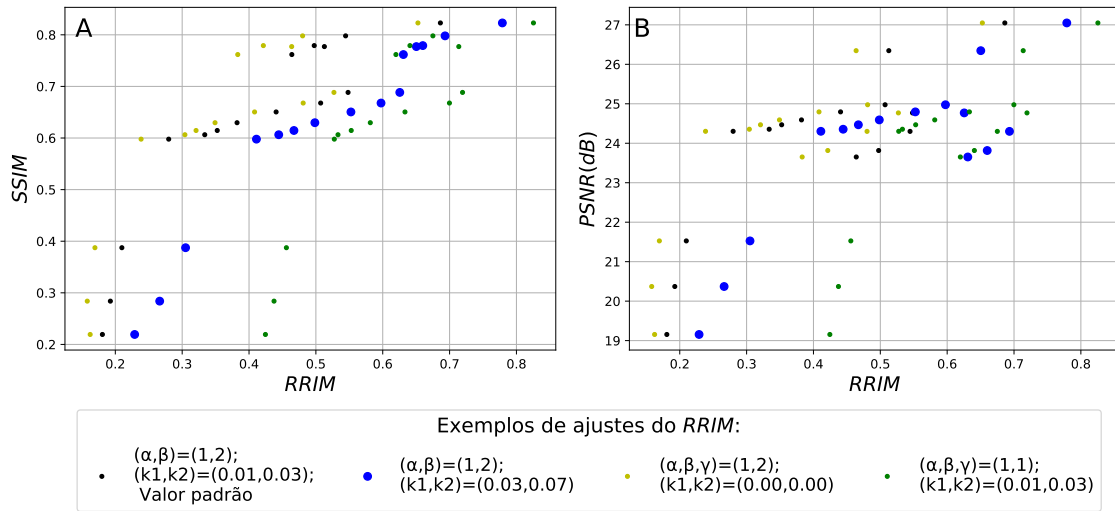 A
0.8
0.7
0.6
0.5
0.4
0.3
0.2
SSIM
0.2 0.3 0.4 0.5 0.6 0.7 0.8
RRIM
B
27
26
25
24
23
22
21
20
19
PSNR(dB)
0.2 0.3 0.4 0.5 0.6 0.7 0.8
RRIM
Exemplos de ajustes do RRIM:
(α,β)=(1,2);
(k1,k2)=(0.01,0.03);
Valor padrão
(α,β)=(1,2);
(k1,k2)=(0.03,0.07)
(α,β,γ)=(1,2);
(k1,k2)=(0.00,0.00)
(α,β,γ)=(1,1);
(k1,k2)=(0.01,0.03)